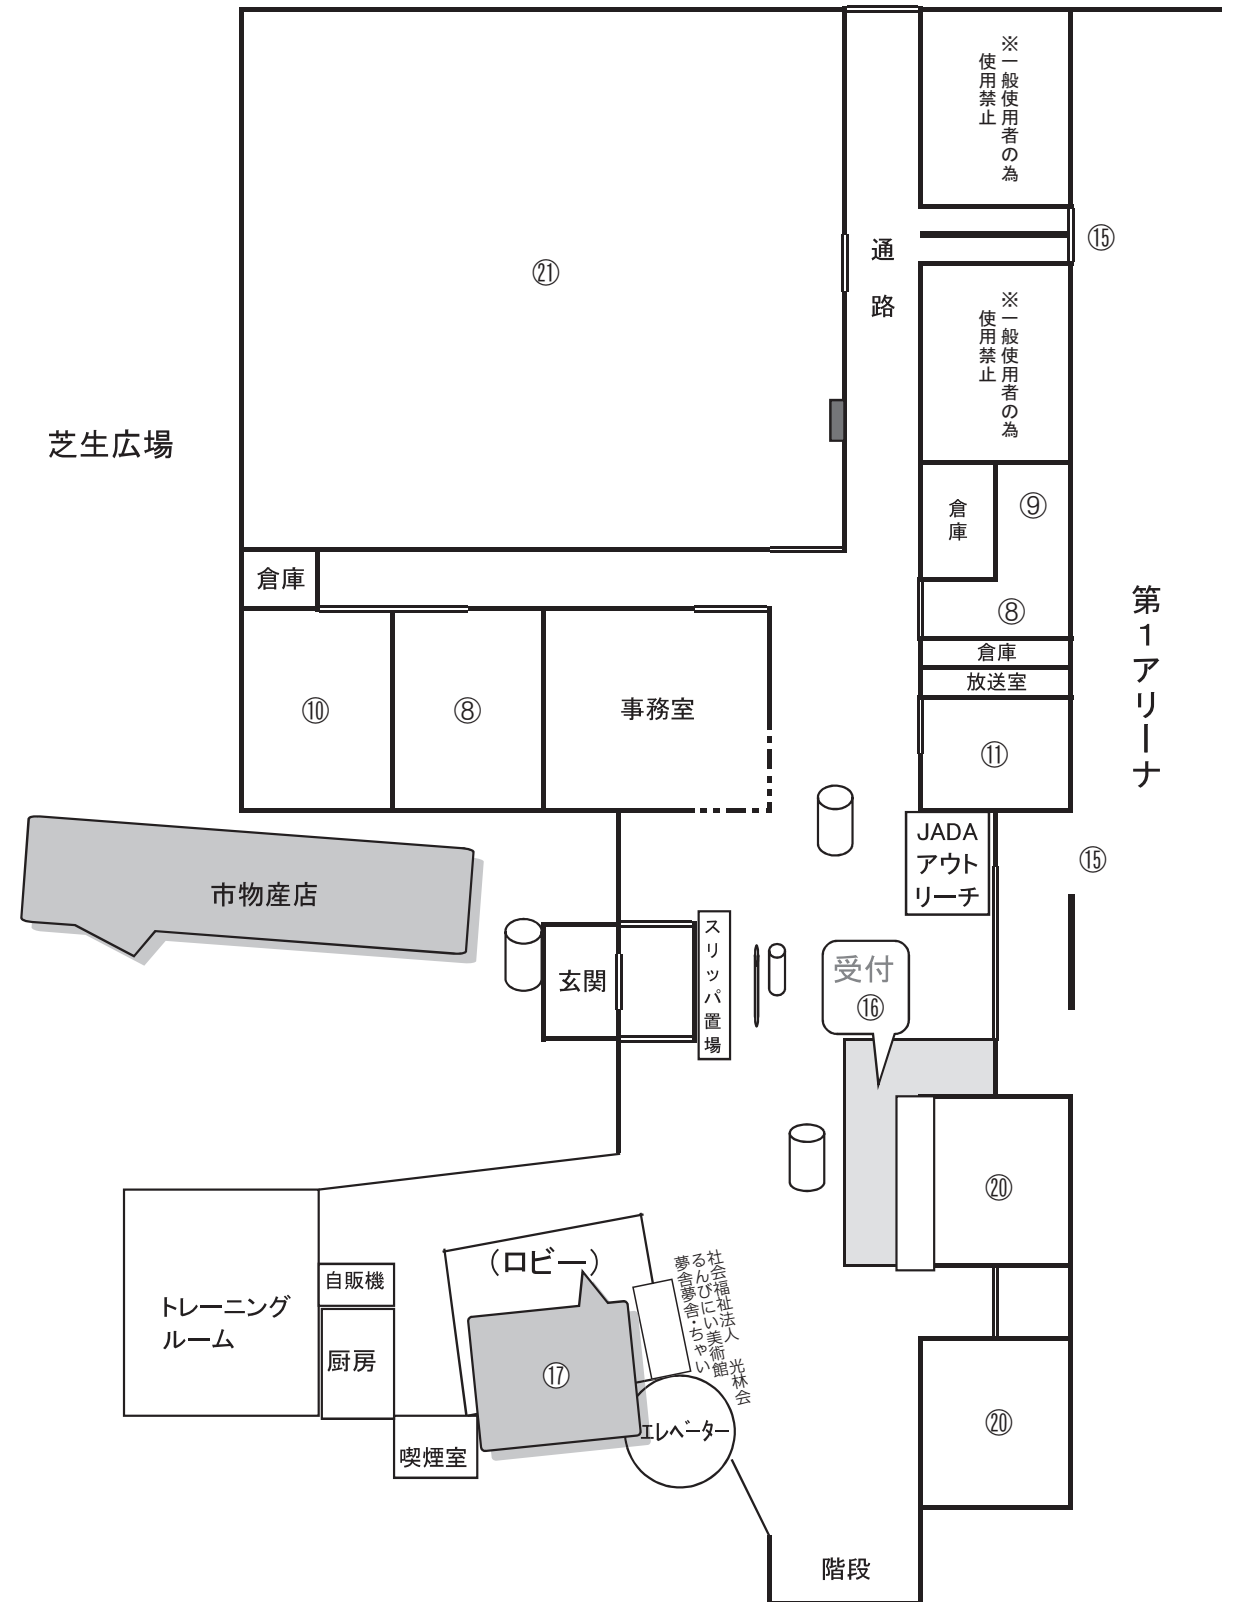 ※一般使用者の為
使用禁止
⑮
通路
㉑
※一般使用者の為
使用禁止
芝生広場
倉庫
⑨
倉庫
⑧
第1アリーナ
倉庫
放送室
⑩
⑧
事務室
⑪
JADA
アウト
リーチ
⑮
市物産店
玄関
スリッパ置場
受付
⑯
⑳
(ロビー)
社会福祉法人 光林会
るんびにい美術館
夢舎夢舎・ちゃい
自販機
トレーニング
ルーム
厨房
⑰
⑳
エレベーター
喫煙室
階段